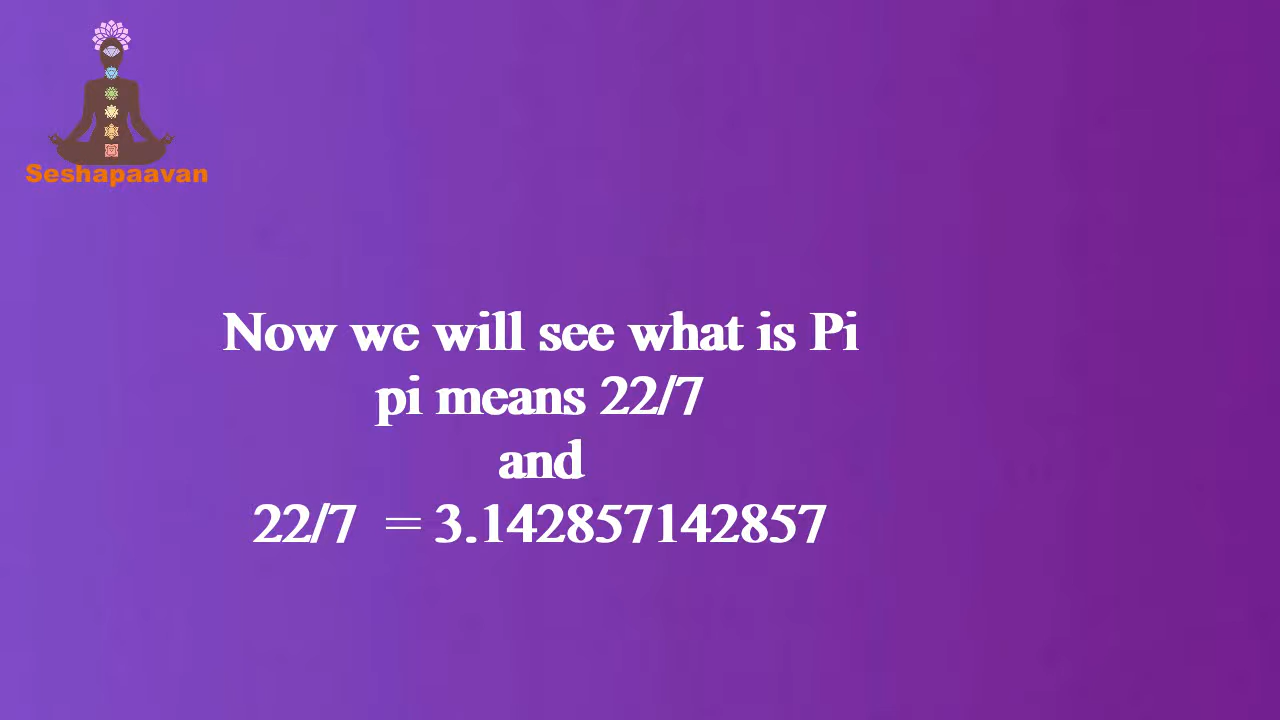 Seshapaavan
Now we will see what is Pi
pi means 22/7
and
22/7 = 3.142857142857